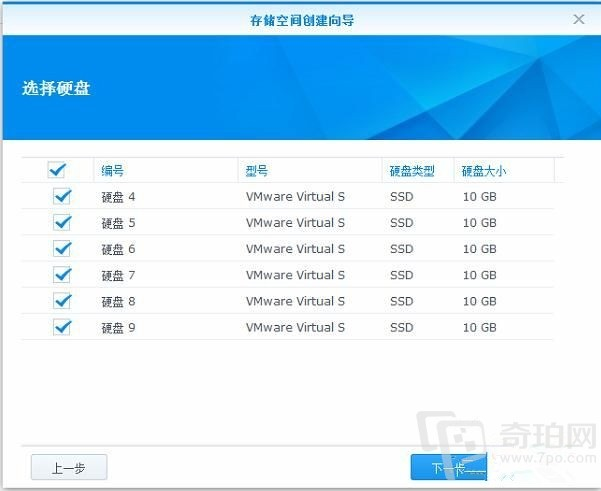 存储空间创建向导
选择硬盘
编号 型号 硬盘类型 硬盘大小
硬盘 4 VMware Virtual S SSD 10 GB
硬盘 5 VMware Virtual S SSD 10 GB
硬盘 6 VMware Virtual S SSD 10 GB
硬盘 7 VMware Virtual S SSD 10 GB
硬盘 8 VMware Virtual S SSD 10 GB
硬盘 9 VMware Virtual S SSD 10 GB
奇珀网
www.7po.com
上一步 下一步